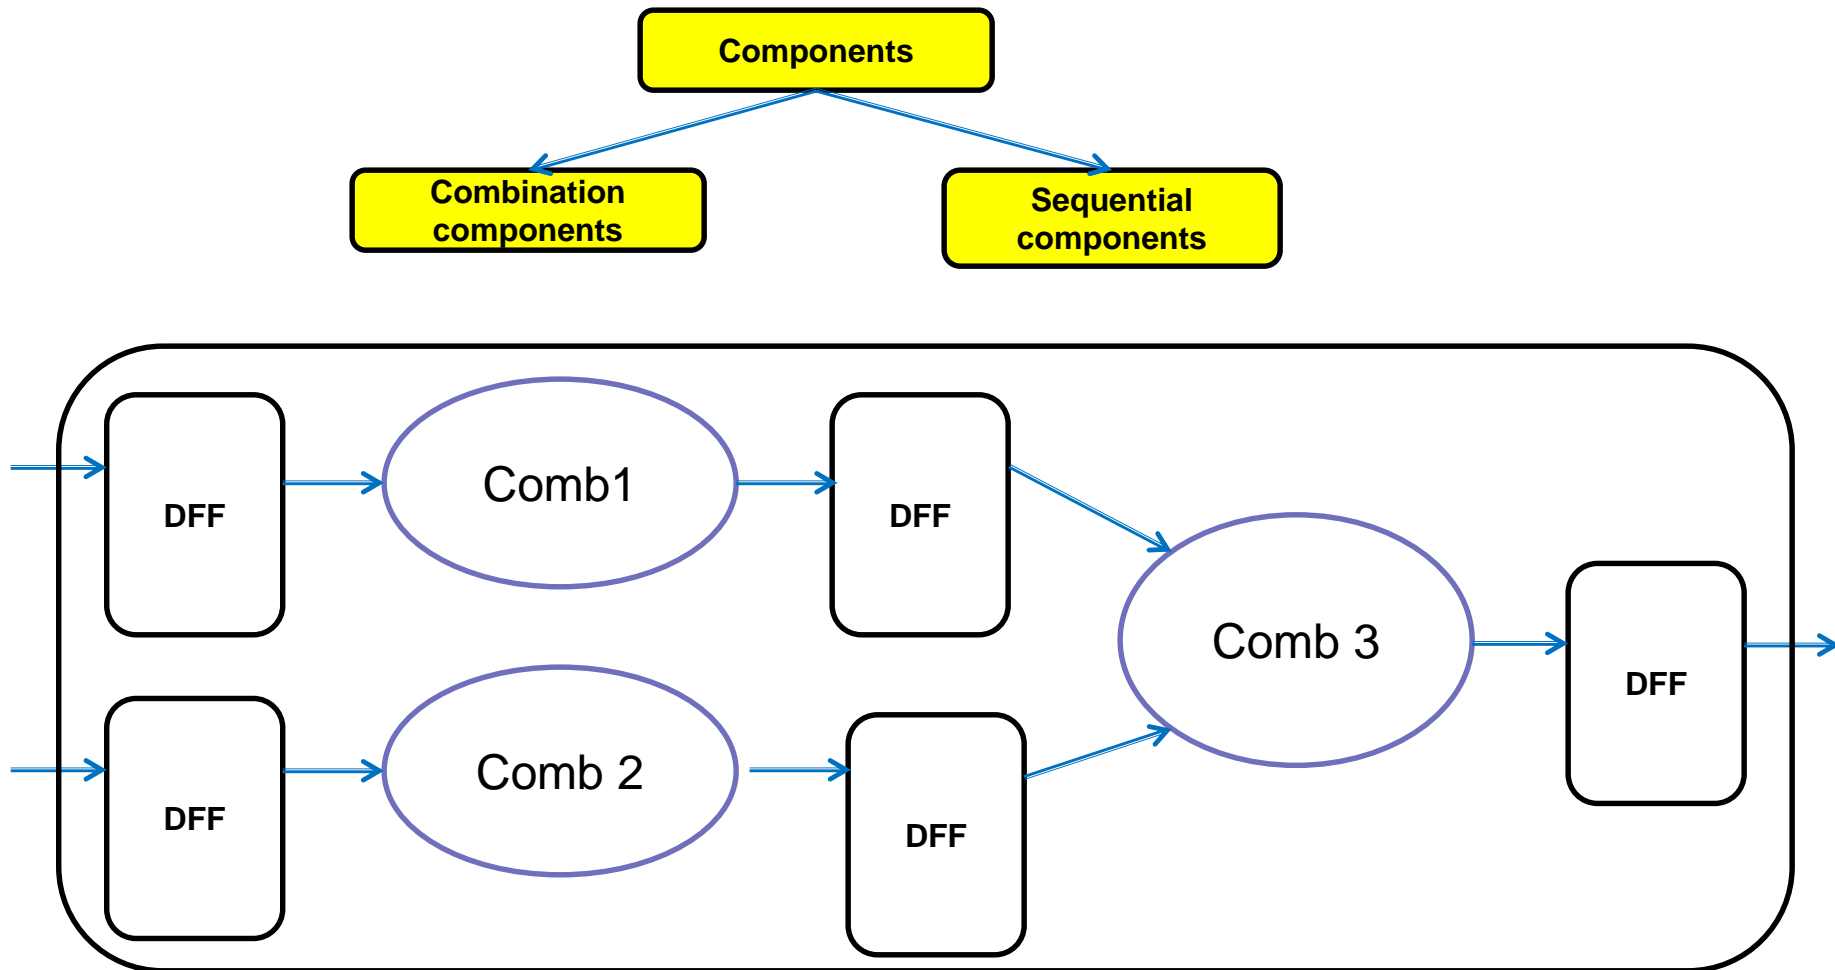 Components
Combination
components
Sequential
components
DFF
Comb1
DFF
Comb 3
DFF
DFF
Comb 2
DFF